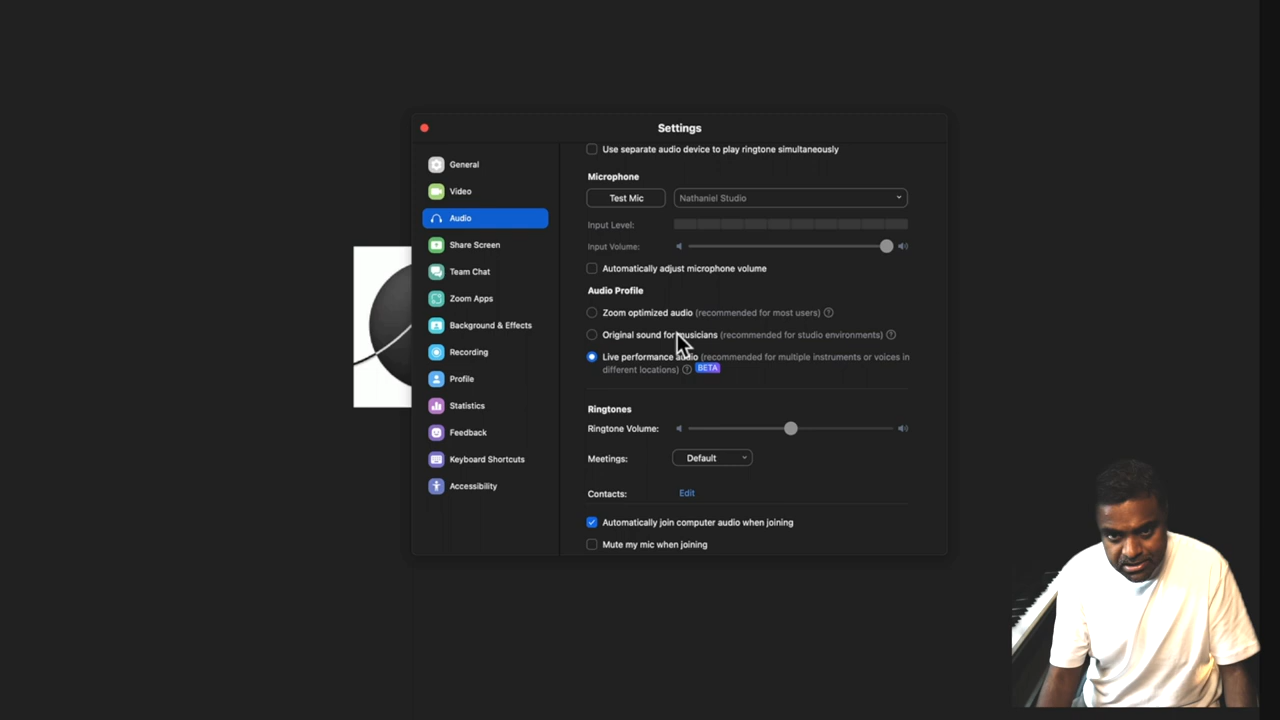 Settings
General
Video
Audio
Share Screen
Team Chat
Zoom Apps
Background & Effects
Recording
Profile
Statistics
Feedback
Keyboard Shortcuts
Accessibility
Use separate audio device to play ringtone simultaneously
Microphone
Test Mic Nathaniel Studio
Input Level:
Input Volume:
Automatically adjust microphone volume
Audio Profile
Zoom optimized audio (recommended for most users) ?
Original sound for musicians (recommended for studio environments) ?
Live performance audio (recommended for multiple instruments or voices in
different locations) ? BETA
Ringtones
Ringtone Volume:
Meetings: Default
Contacts: Edit
Automatically join computer audio when joining
Mute my mic when joining